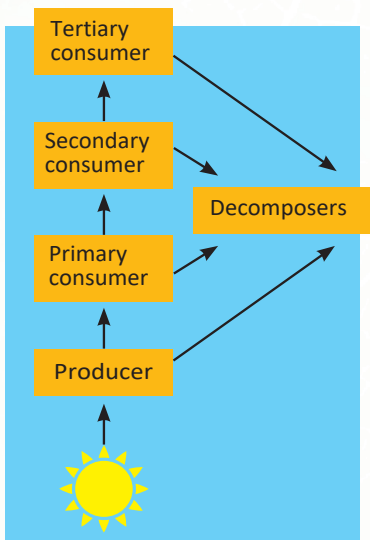 Tertiary
consumer
Secondary
consumer
Decomposers
Primary
consumer
Producer